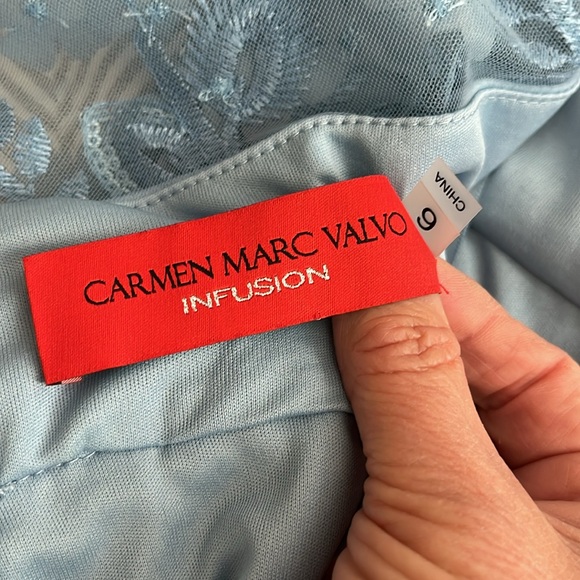 CARMEN MARC VALVO
INFUSION
6
CHINA